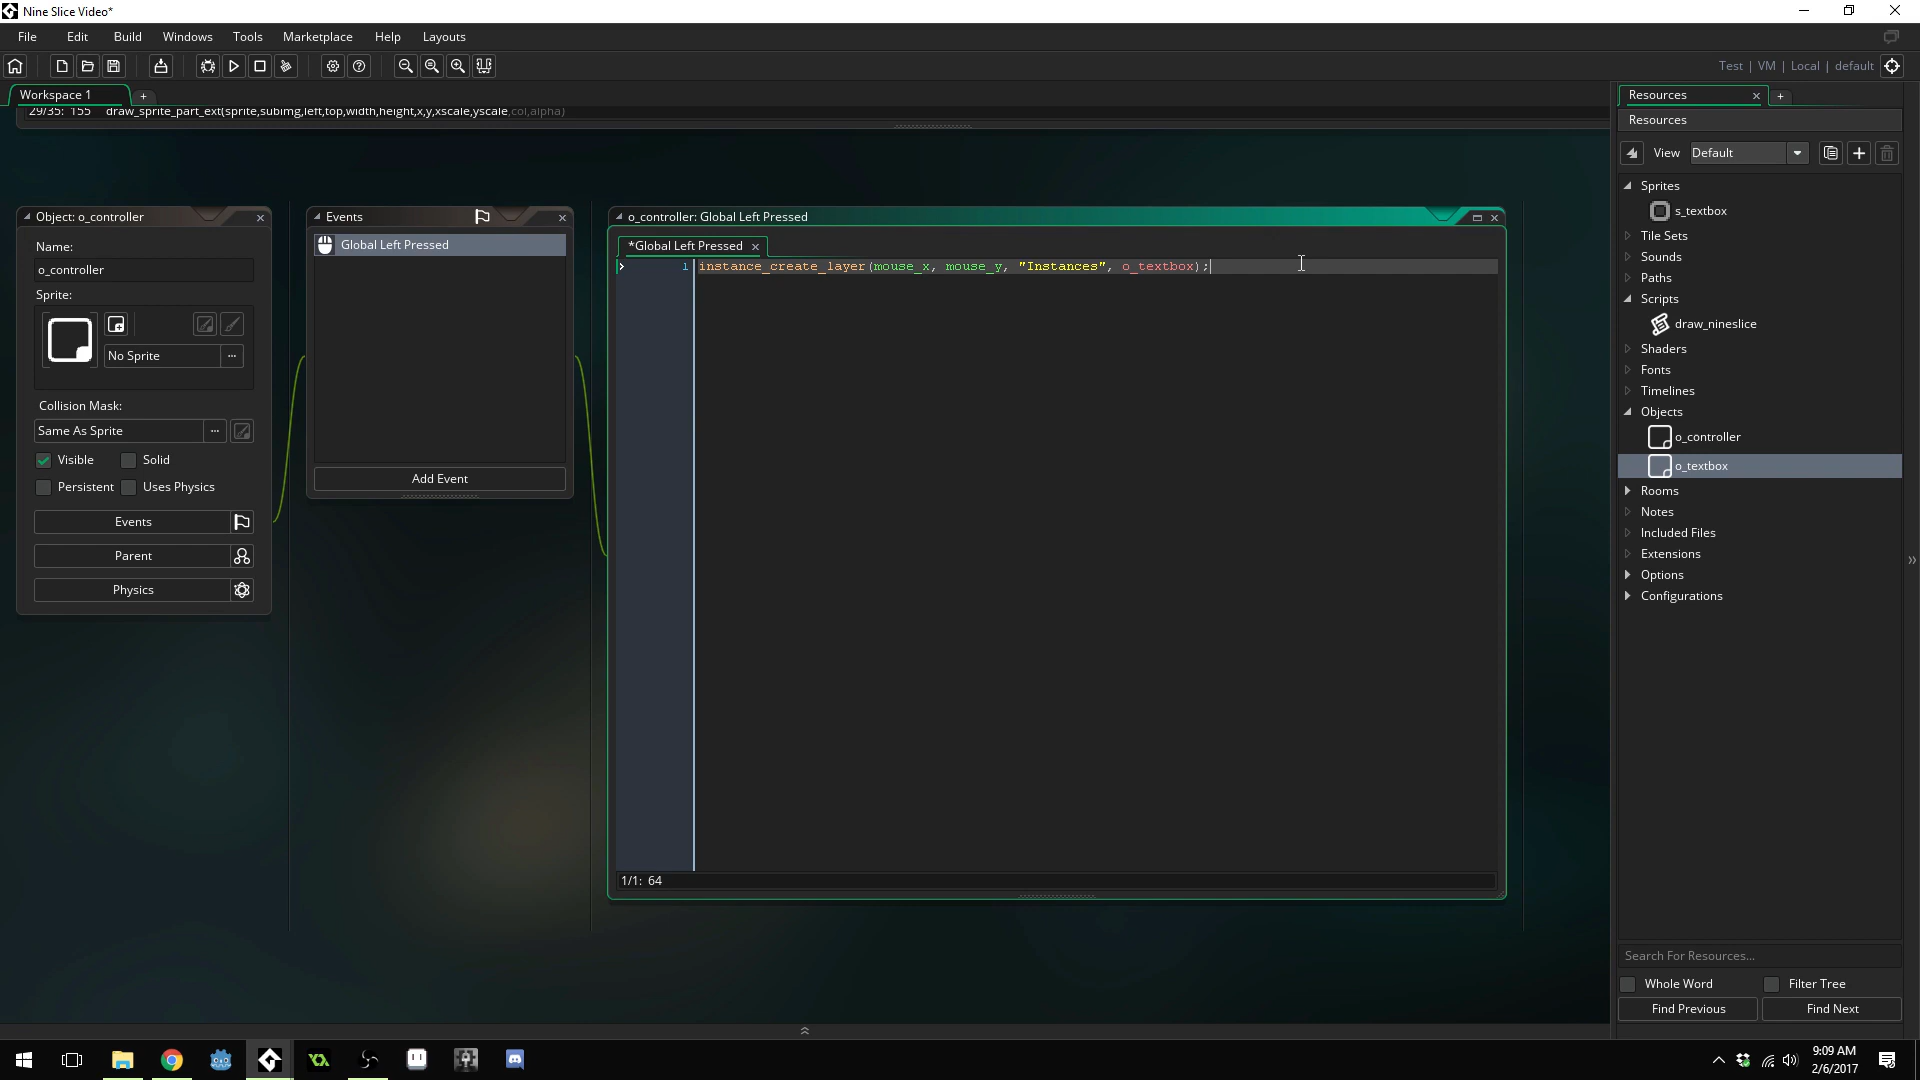 Nine Slice Video*
File Edit Build Windows Tools Marketplace Help Layouts
Test | VM | Local | default
Workspace 1 +
29/35: 155 draw_sprite_part_ext(sprite,subimg,left,top,width,height,x,y,xscale,yscale,col,alpha)
Object: o_controller
Name:
o_controller
Sprite:
No Sprite ...
Collision Mask:
Same As Sprite ...
Visible Solid
Persistent Uses Physics
Events
Parent
Physics
Events
Global Left Pressed
Add Event
o_controller: Global Left Pressed
*Global Left Pressed
1 instance_create_layer(mouse_x, mouse_y, "Instances", o_textbox);
1/1: 64
Resources
Resources
View Default
Sprites
s_textbox
Tile Sets
Sounds
Paths
Scripts
draw_nineslice
Shaders
Fonts
Timelines
Objects
o_controller
o_textbox
Rooms
Notes
Included Files
Extensions
Options
Configurations
Search For Resources...
Whole Word Filter Tree
Find Previous Find Next
9:09 AM
2/6/2017